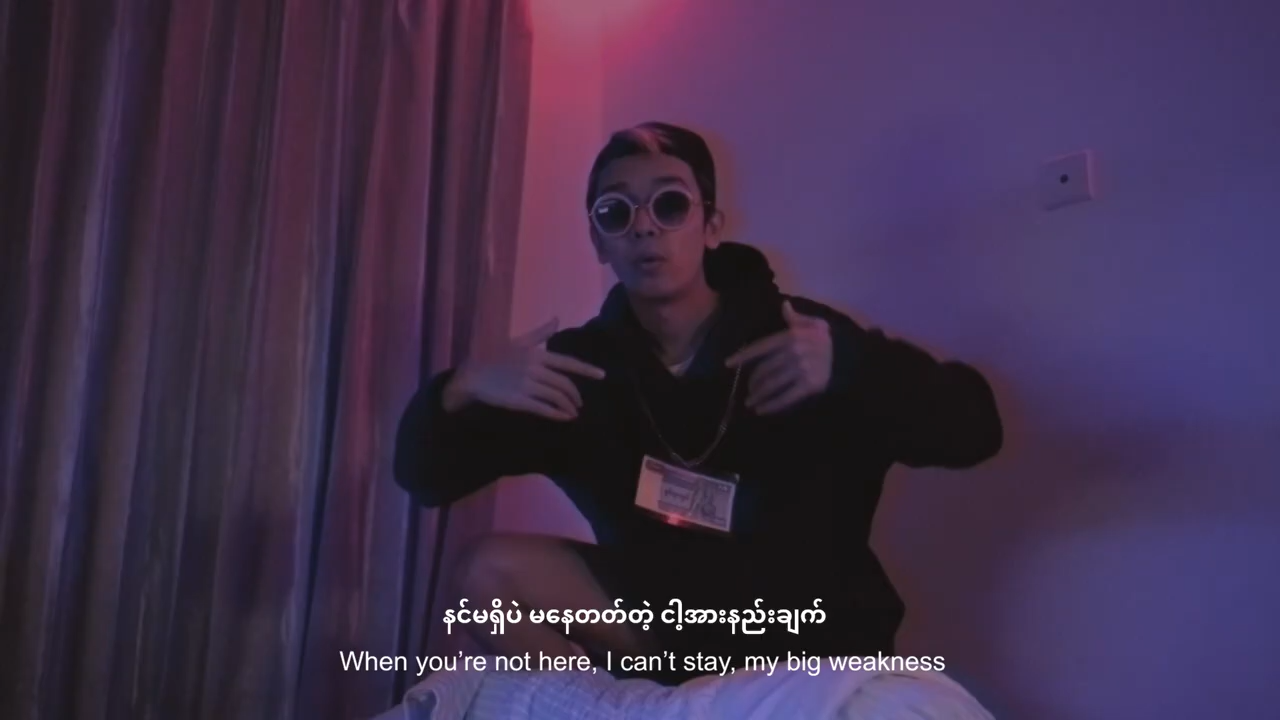 နင်မရှိပဲ မနေတတ်တဲ့ ငါ့အားနည်းချက်
When you’re not here, I can’t stay, my big weakness